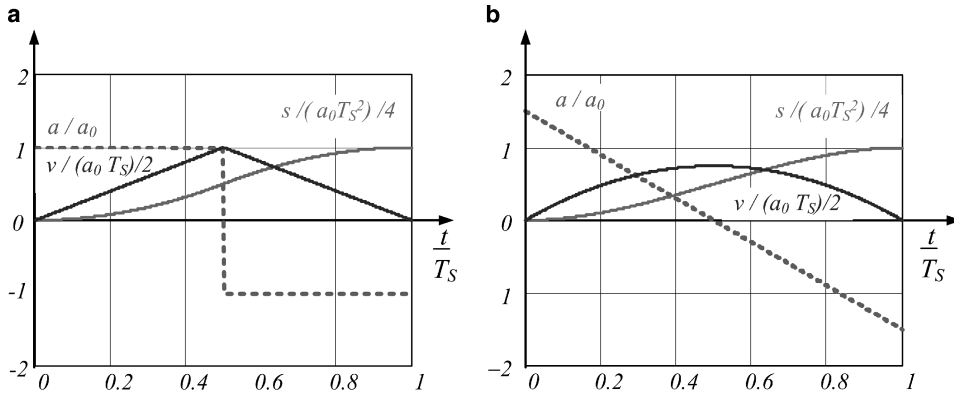 a
2
1
0
-1
-2
a / a0
v / (a0 TS)/2
s /( a0TS2) /4
0 0.2 0.4 0.6 0.8 1
t
TS
b
2
1
0
1
−2
a / a0
s /( a0TS2) /4
v / (a0 TS)/2
0 0.2 0.4 0.6 0.8 1
t
TS